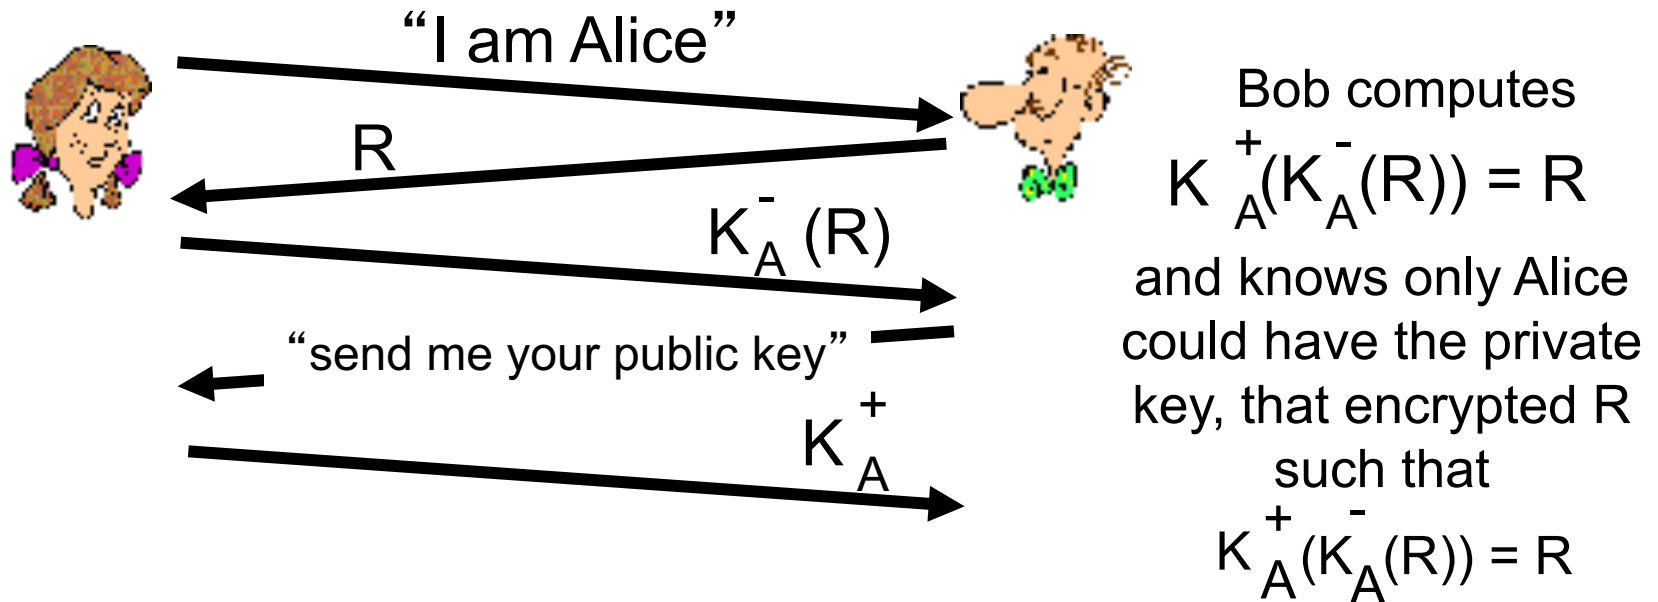 “I am Alice”
R
K_A^- (R)
“send me your public key”
K_A^+
Bob computes
K_A^+(K_A^-(R)) = R
and knows only Alice
could have the private
key, that encrypted R
such that
K_A^+(K_A^-(R)) = R